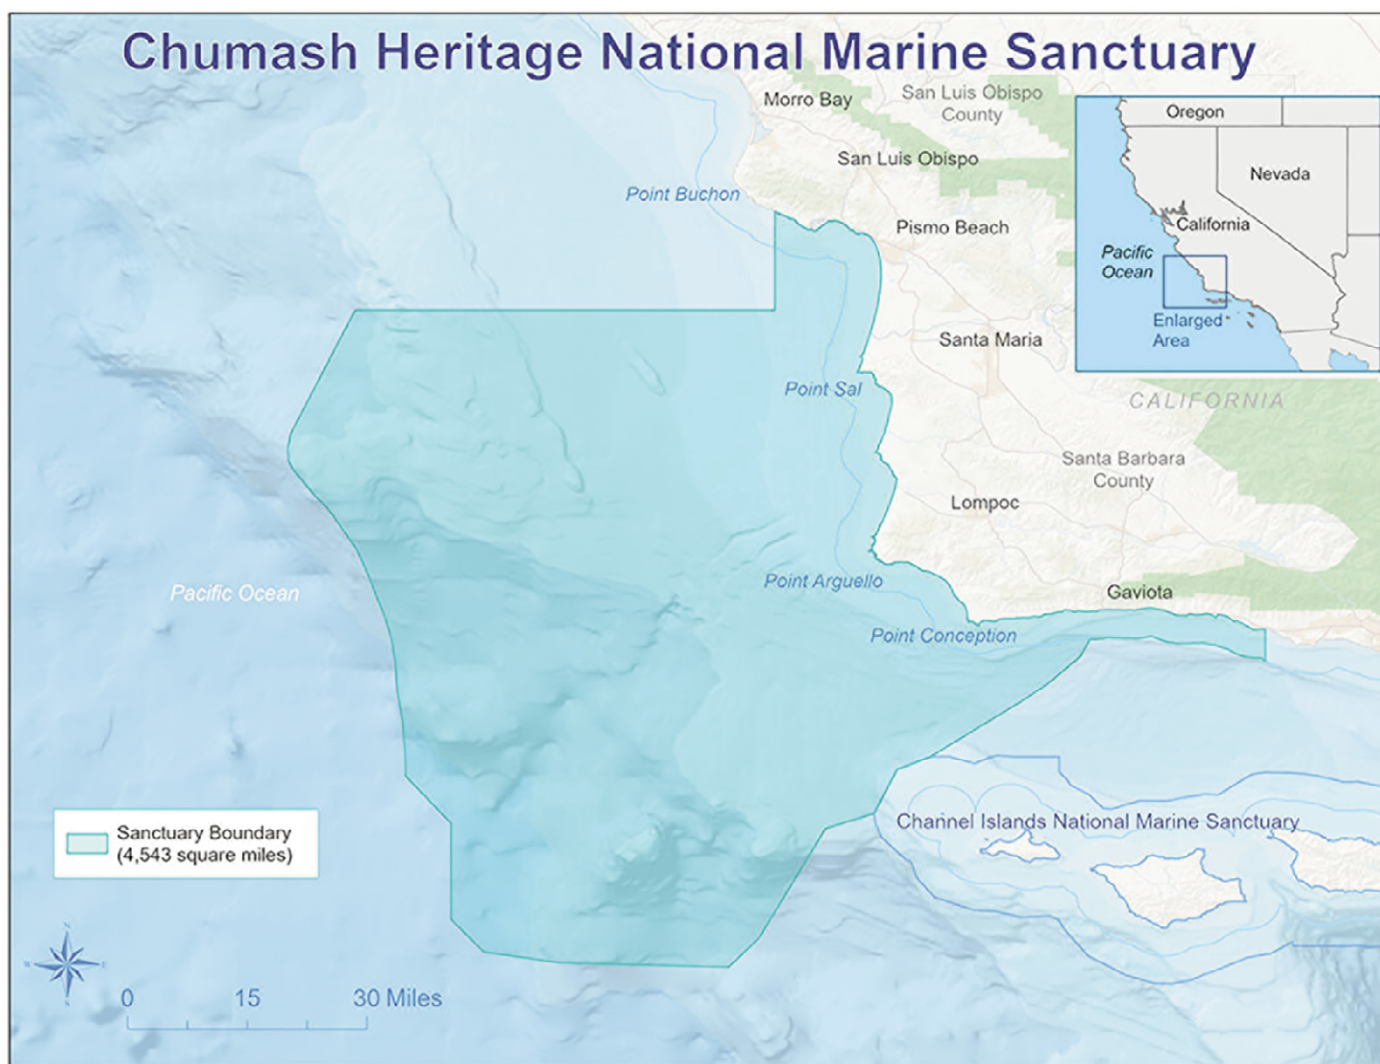 Chumash Heritage National Marine Sanctuary
Morro Bay
San Luis Obispo
County
San Luis Obispo
Point Buchon
Pismo Beach
Oregon
Nevada
California
Pacific
Ocean
Enlarged
Area
Santa Maria
Point Sal
CALIFORNIA
Santa Barbara
County
Lompoc
Point Arguello
Pacific Ocean
Gaviota
Point Conception
Channel Islands National Marine Sanctuary
Sanctuary Boundary
(4,543 square miles)
N
E
S
W
0 15 30 Miles